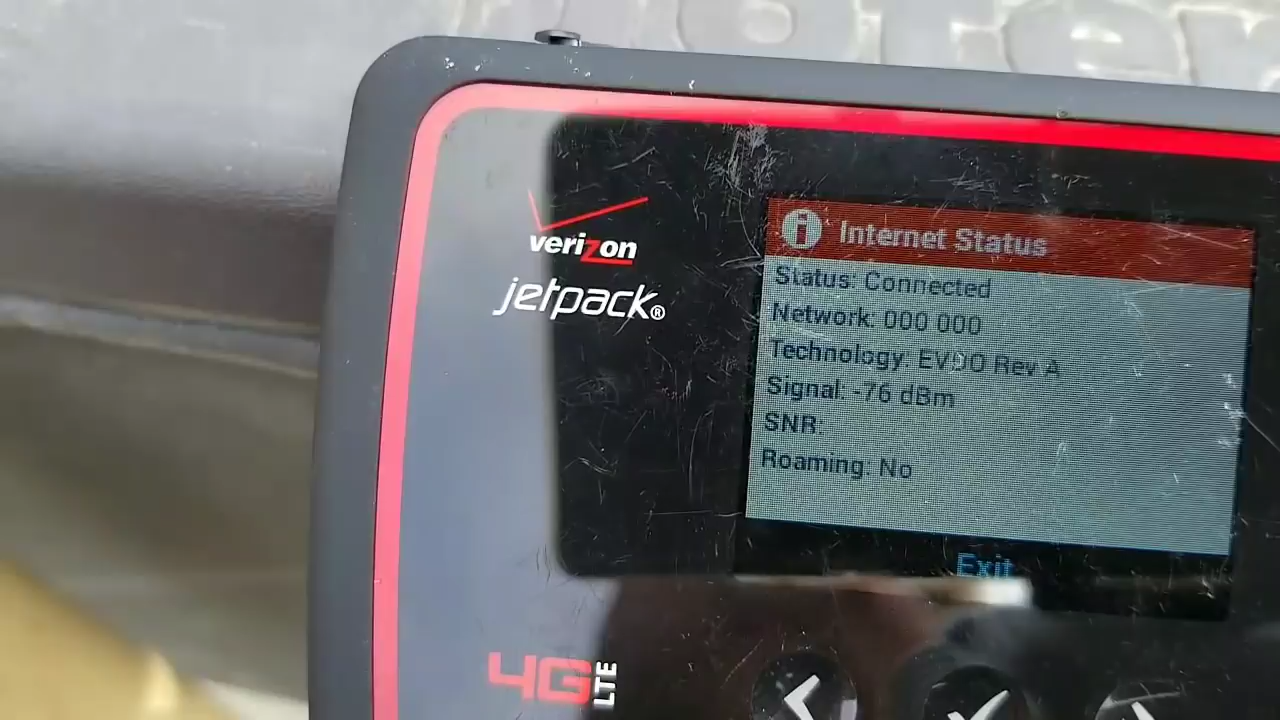 verizon
jetpack®
Internet Status
Status: Connected
Network: 000 000
Technology: EVDO Rev A
Signal: -76 dBm
SNR:
Roaming: No
Exit
4G LTE